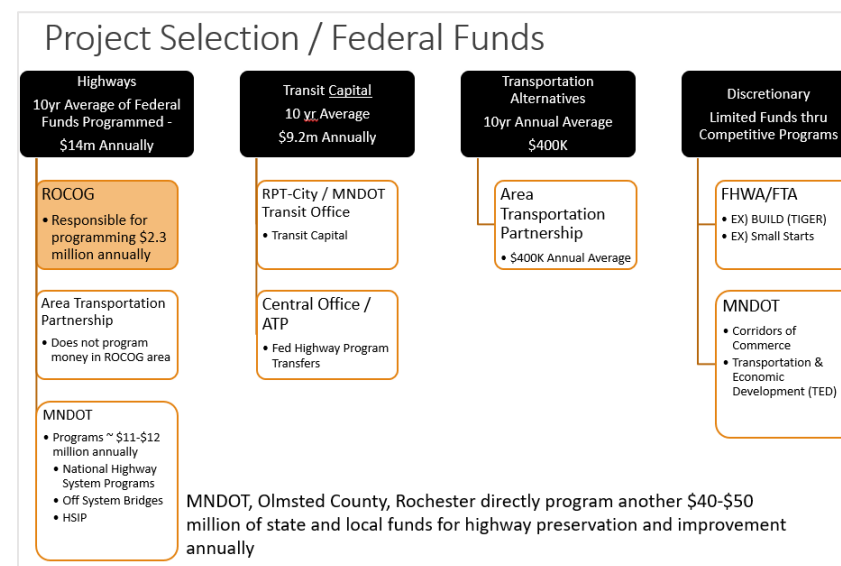 Project Selection / Federal Funds
Highways
10yr Average of Federal
Funds Programmed -
$14m Annually
ROCOG
• Responsible for
programming $2.3
million annually
Area Transportation
Partnership
• Does not program
money in ROCOG area
MNDOT
• Programs ~ $11-$12
million annually
• National Highway
System Programs
• Off System Bridges
• HSIP
Transit Capital
10 yr Average
$9.2m Annually
RPT-City / MNDOT
Transit Office
• Transit Capital
Central Office /
ATP
• Fed Highway Program
Transfers
Transportation
Alternatives
10yr Annual Average
$400K
Area
Transportation
Partnership
• $400K Annual Average
Discretionary
Limited Funds thru
Competitive Programs
FHWA/FTA
• EX) BUILD (TIGER)
• EX) Small Starts
MNDOT
• Corridors of
Commerce
• Transportation &
Economic
Development (TED)
MNDOT, Olmsted County, Rochester directly program another $40-$50
million of state and local funds for highway preservation and improvement
annually